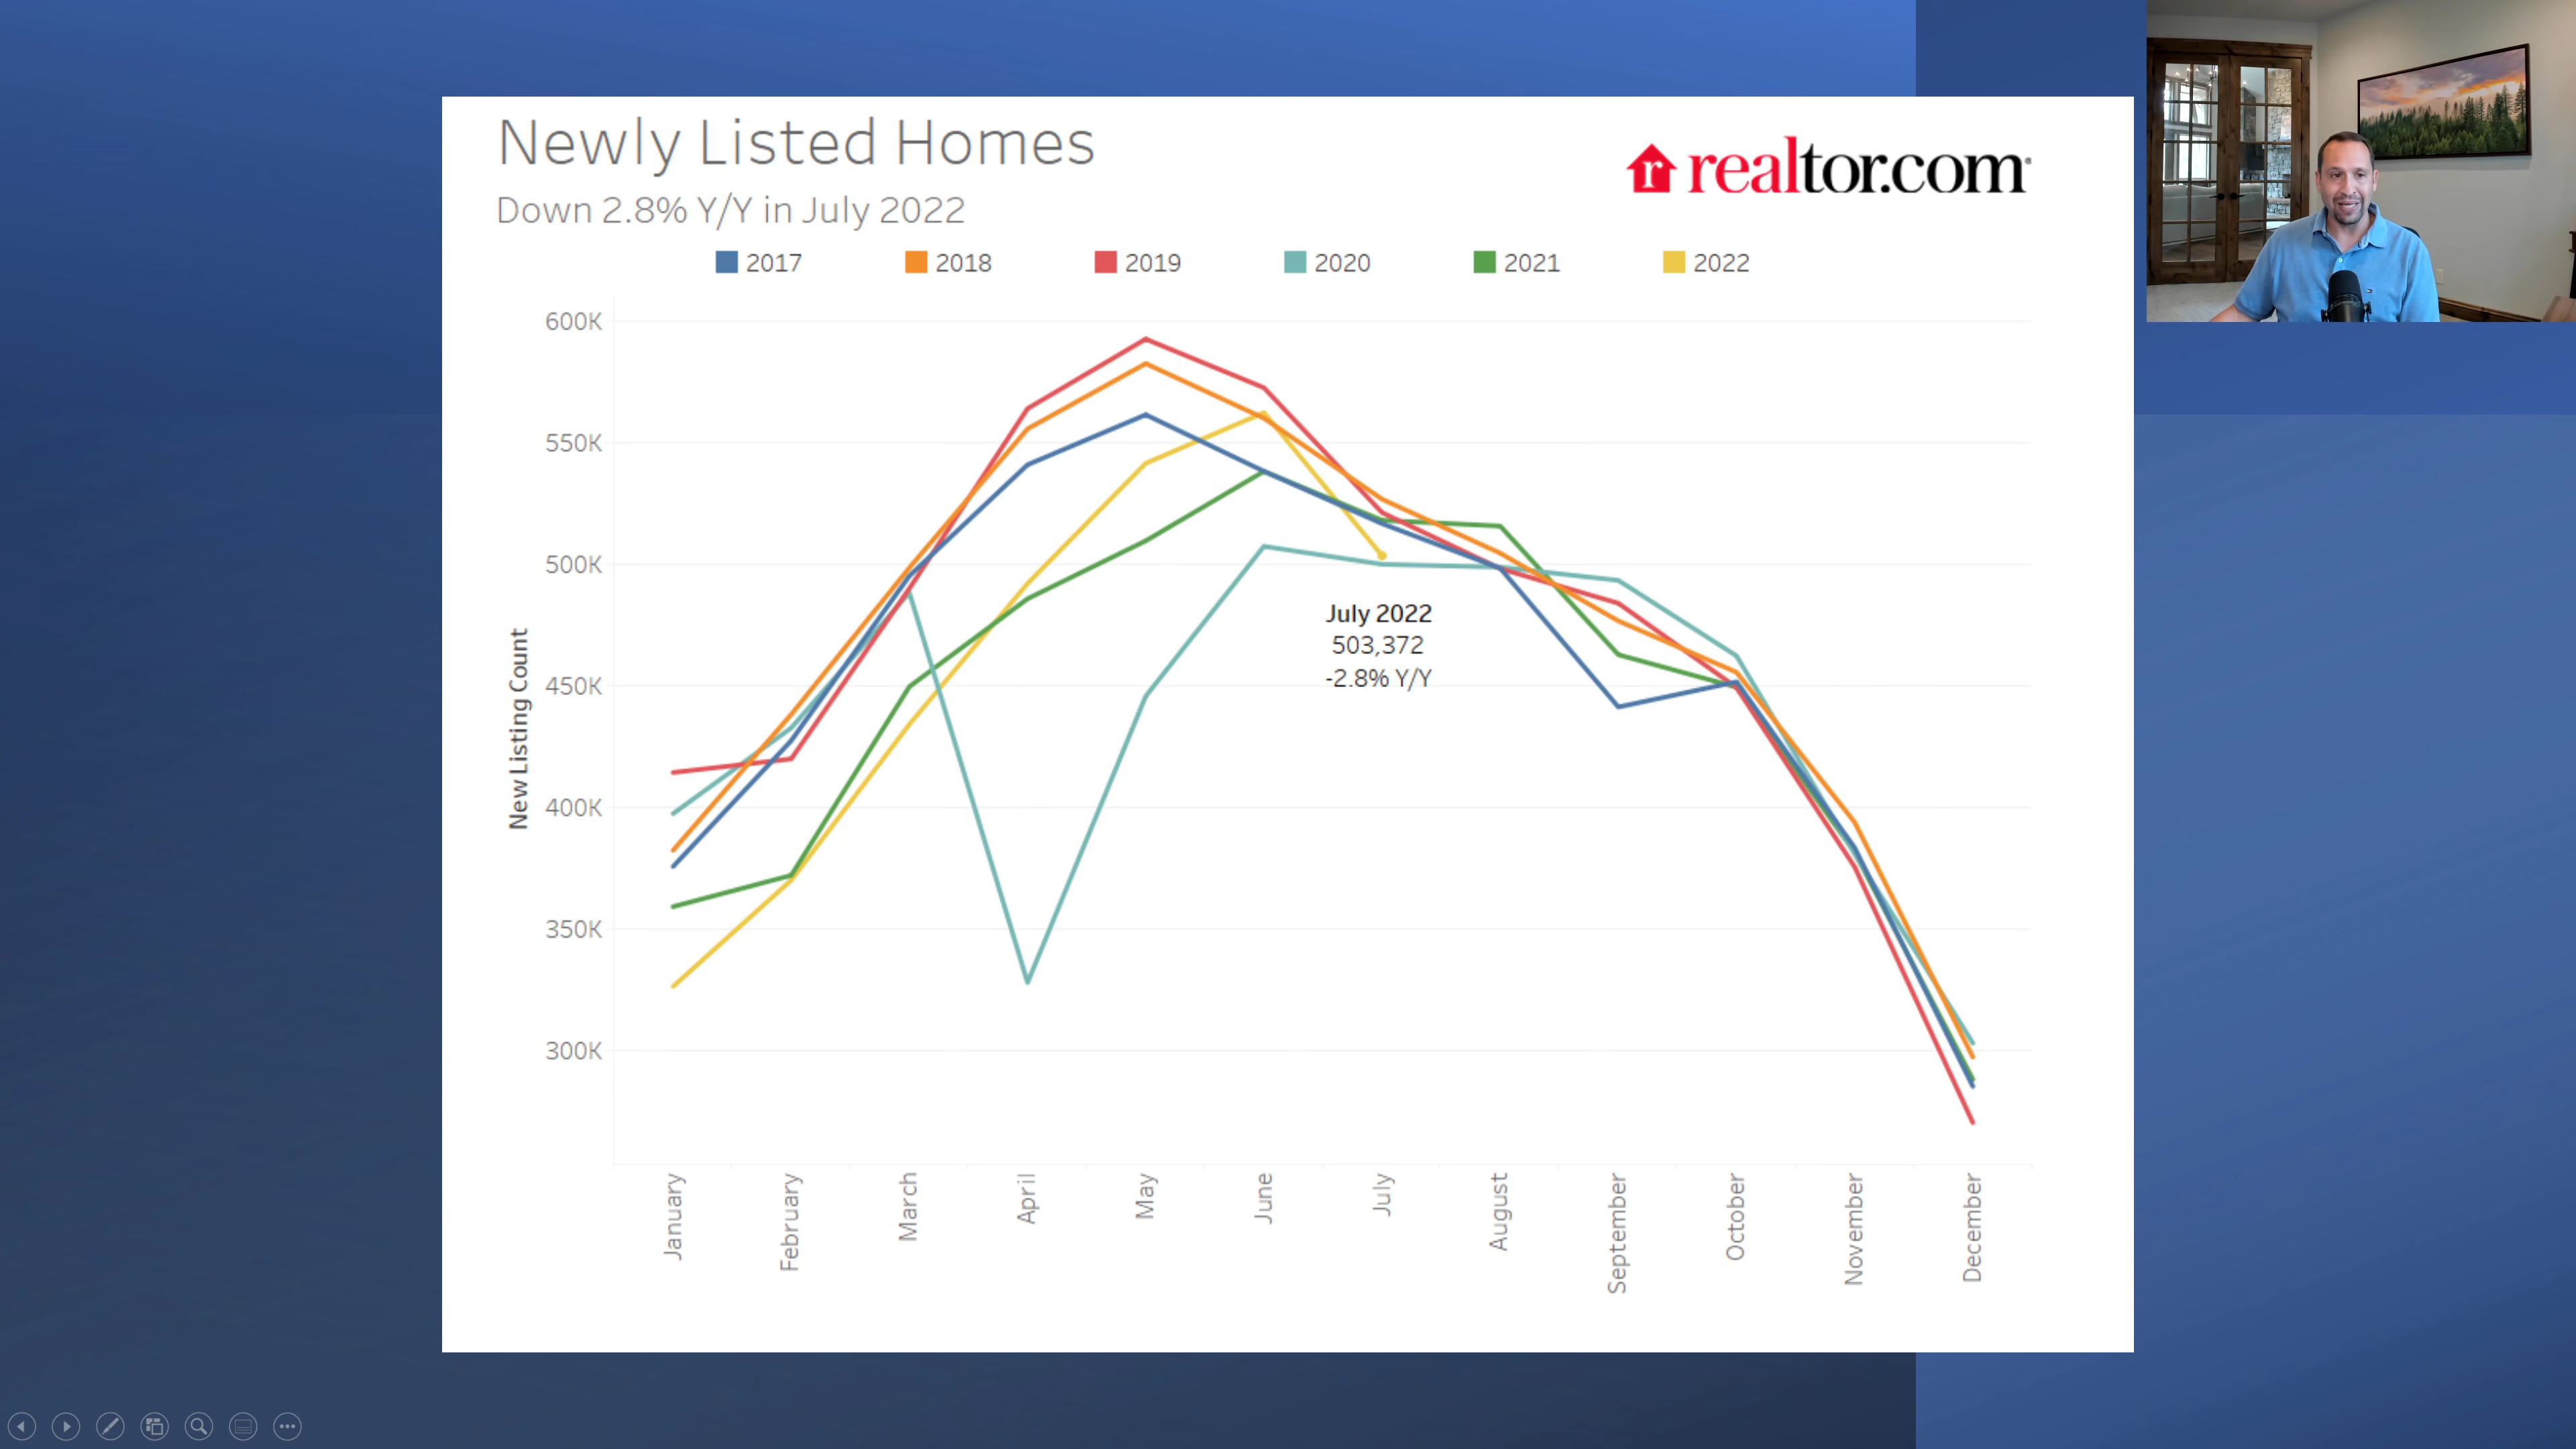 Newly Listed Homes
Down 2.8% Y/Y in July 2022
r realtor.com®
2017 2018 2019 2020 2021 2022
600K
550K
500K
450K
400K
350K
300K
New Listing Count
July 2022
503,372
-2.8% Y/Y
January
February
March
April
May
June
July
August
September
October
November
December